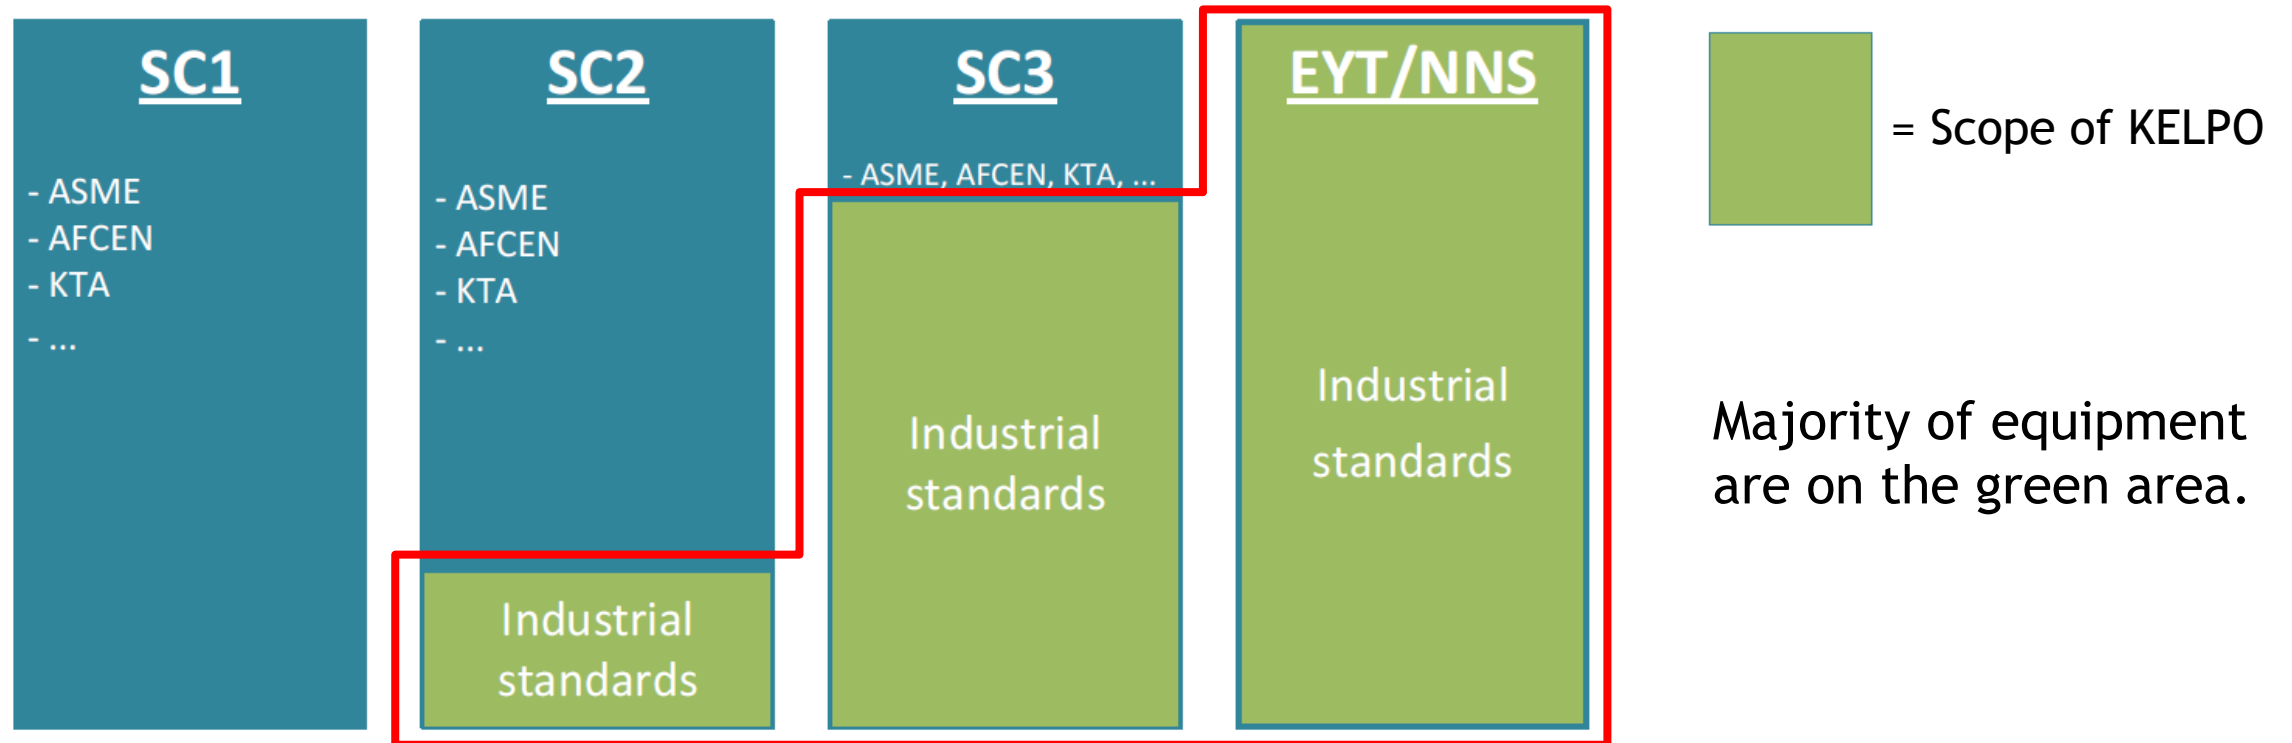 SC1
- ASME
- AFCEN
- KTA
- ...
SC2
- ASME
- AFCEN
- KTA
- ...
Industrial
standards
SC3
- ASME, AFCEN, KTA, ...
Industrial
standards
EYT/NNS
Industrial
standards
= Scope of KELPO
Majority of equipment
are on the green area.